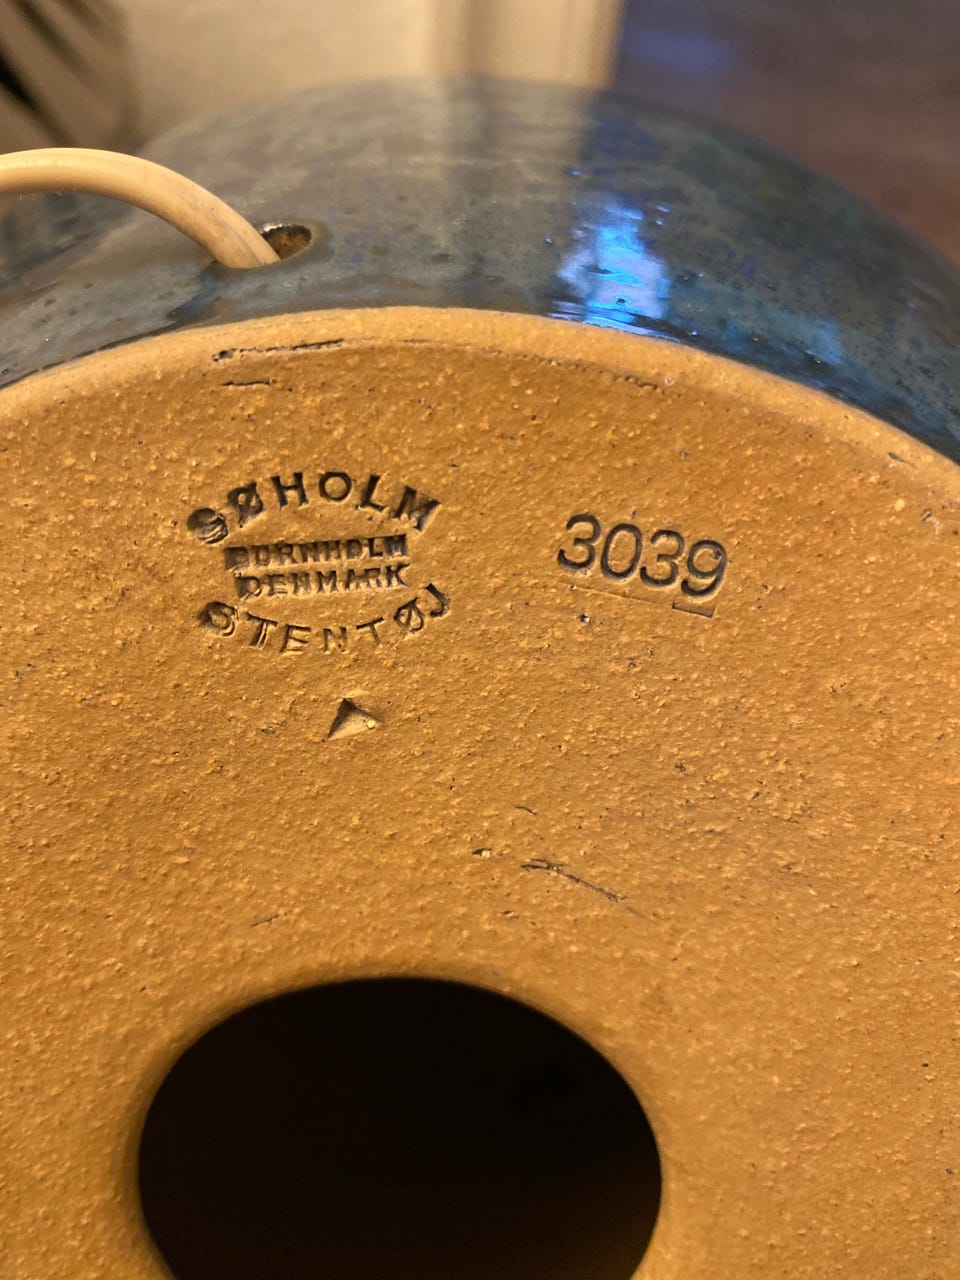 SØHOLM
BORNHOLM
DENMARK
STENTØJ
3039